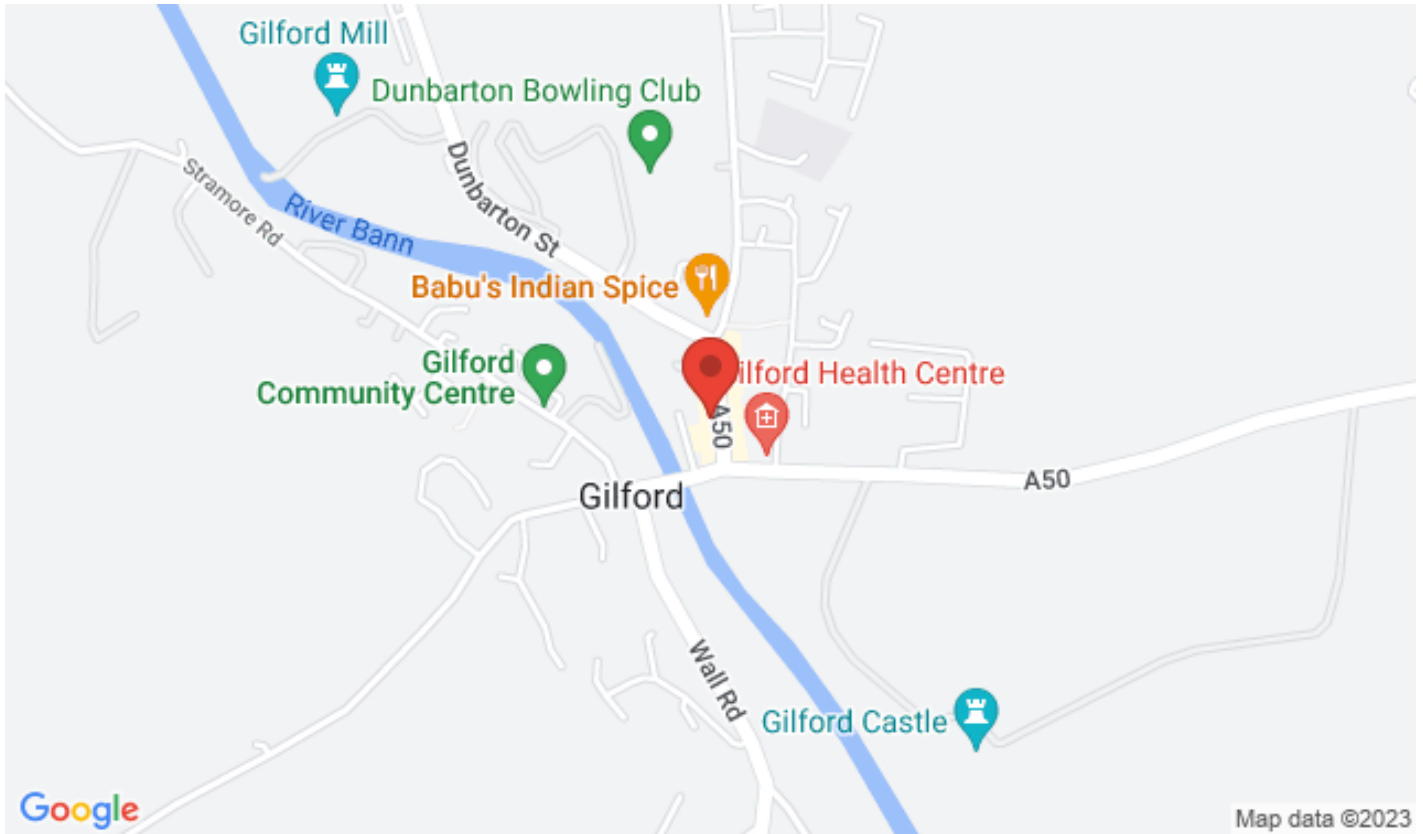 Gilford Mill
Dunbarton Bowling Club
Dunbarton St
Stramore Rd
River Bann
Babu's Indian Spice
Gilford
Community Centre
ilford Health Centre
A50
Gilford
A50
Wall Rd
Gilford Castle
Google
Map data ©2023